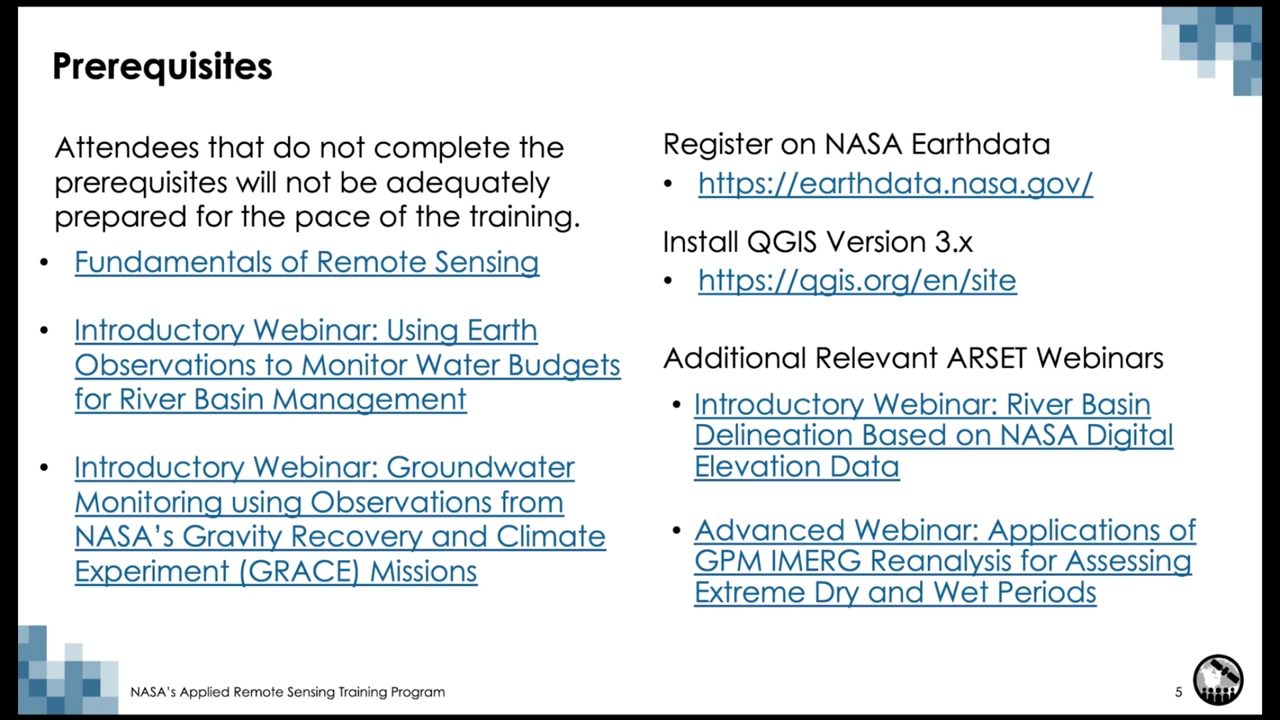 Prerequisites
Attendees that do not complete the
prerequisites will not be adequately
prepared for the pace of the training.
• Fundamentals of Remote Sensing
• Introductory Webinar: Using Earth
Observations to Monitor Water Budgets
for River Basin Management
• Introductory Webinar: Groundwater
Monitoring using Observations from
NASA's Gravity Recovery and Climate
Experiment (GRACE) Missions
Register on NASA Earthdata
• https://earthdata.nasa.gov/
Install QGIS Version 3.x
• https://qgis.org/en/site
Additional Relevant ARSET Webinars
• Introductory Webinar: River Basin
Delineation Based on NASA Digital
Elevation Data
• Advanced Webinar: Applications of
GPM IMERG Reanalysis for Assessing
Extreme Dry and Wet Periods
NASA's Applied Remote Sensing Training Program
5